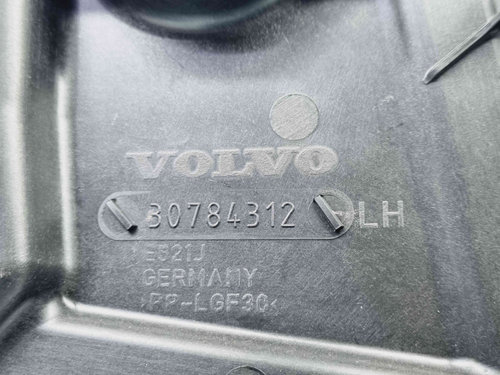 VOLVO
30784312 LH
E521J
GERMANY
>PP-LGF30<